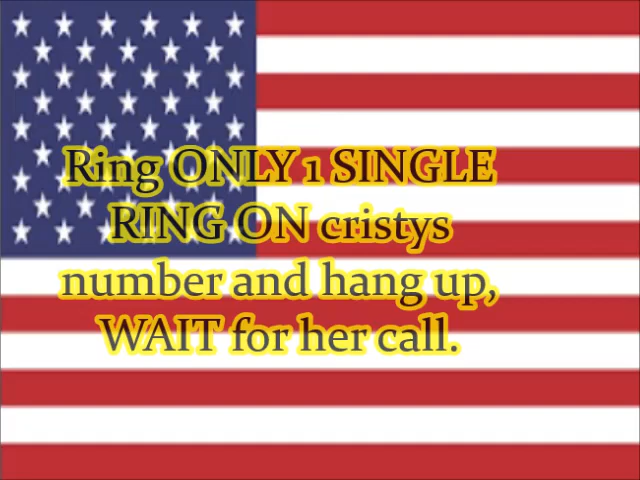 Ring ONLY 1 SINGLE
RING ON cristys
number and hang up,
WAIT for her call.